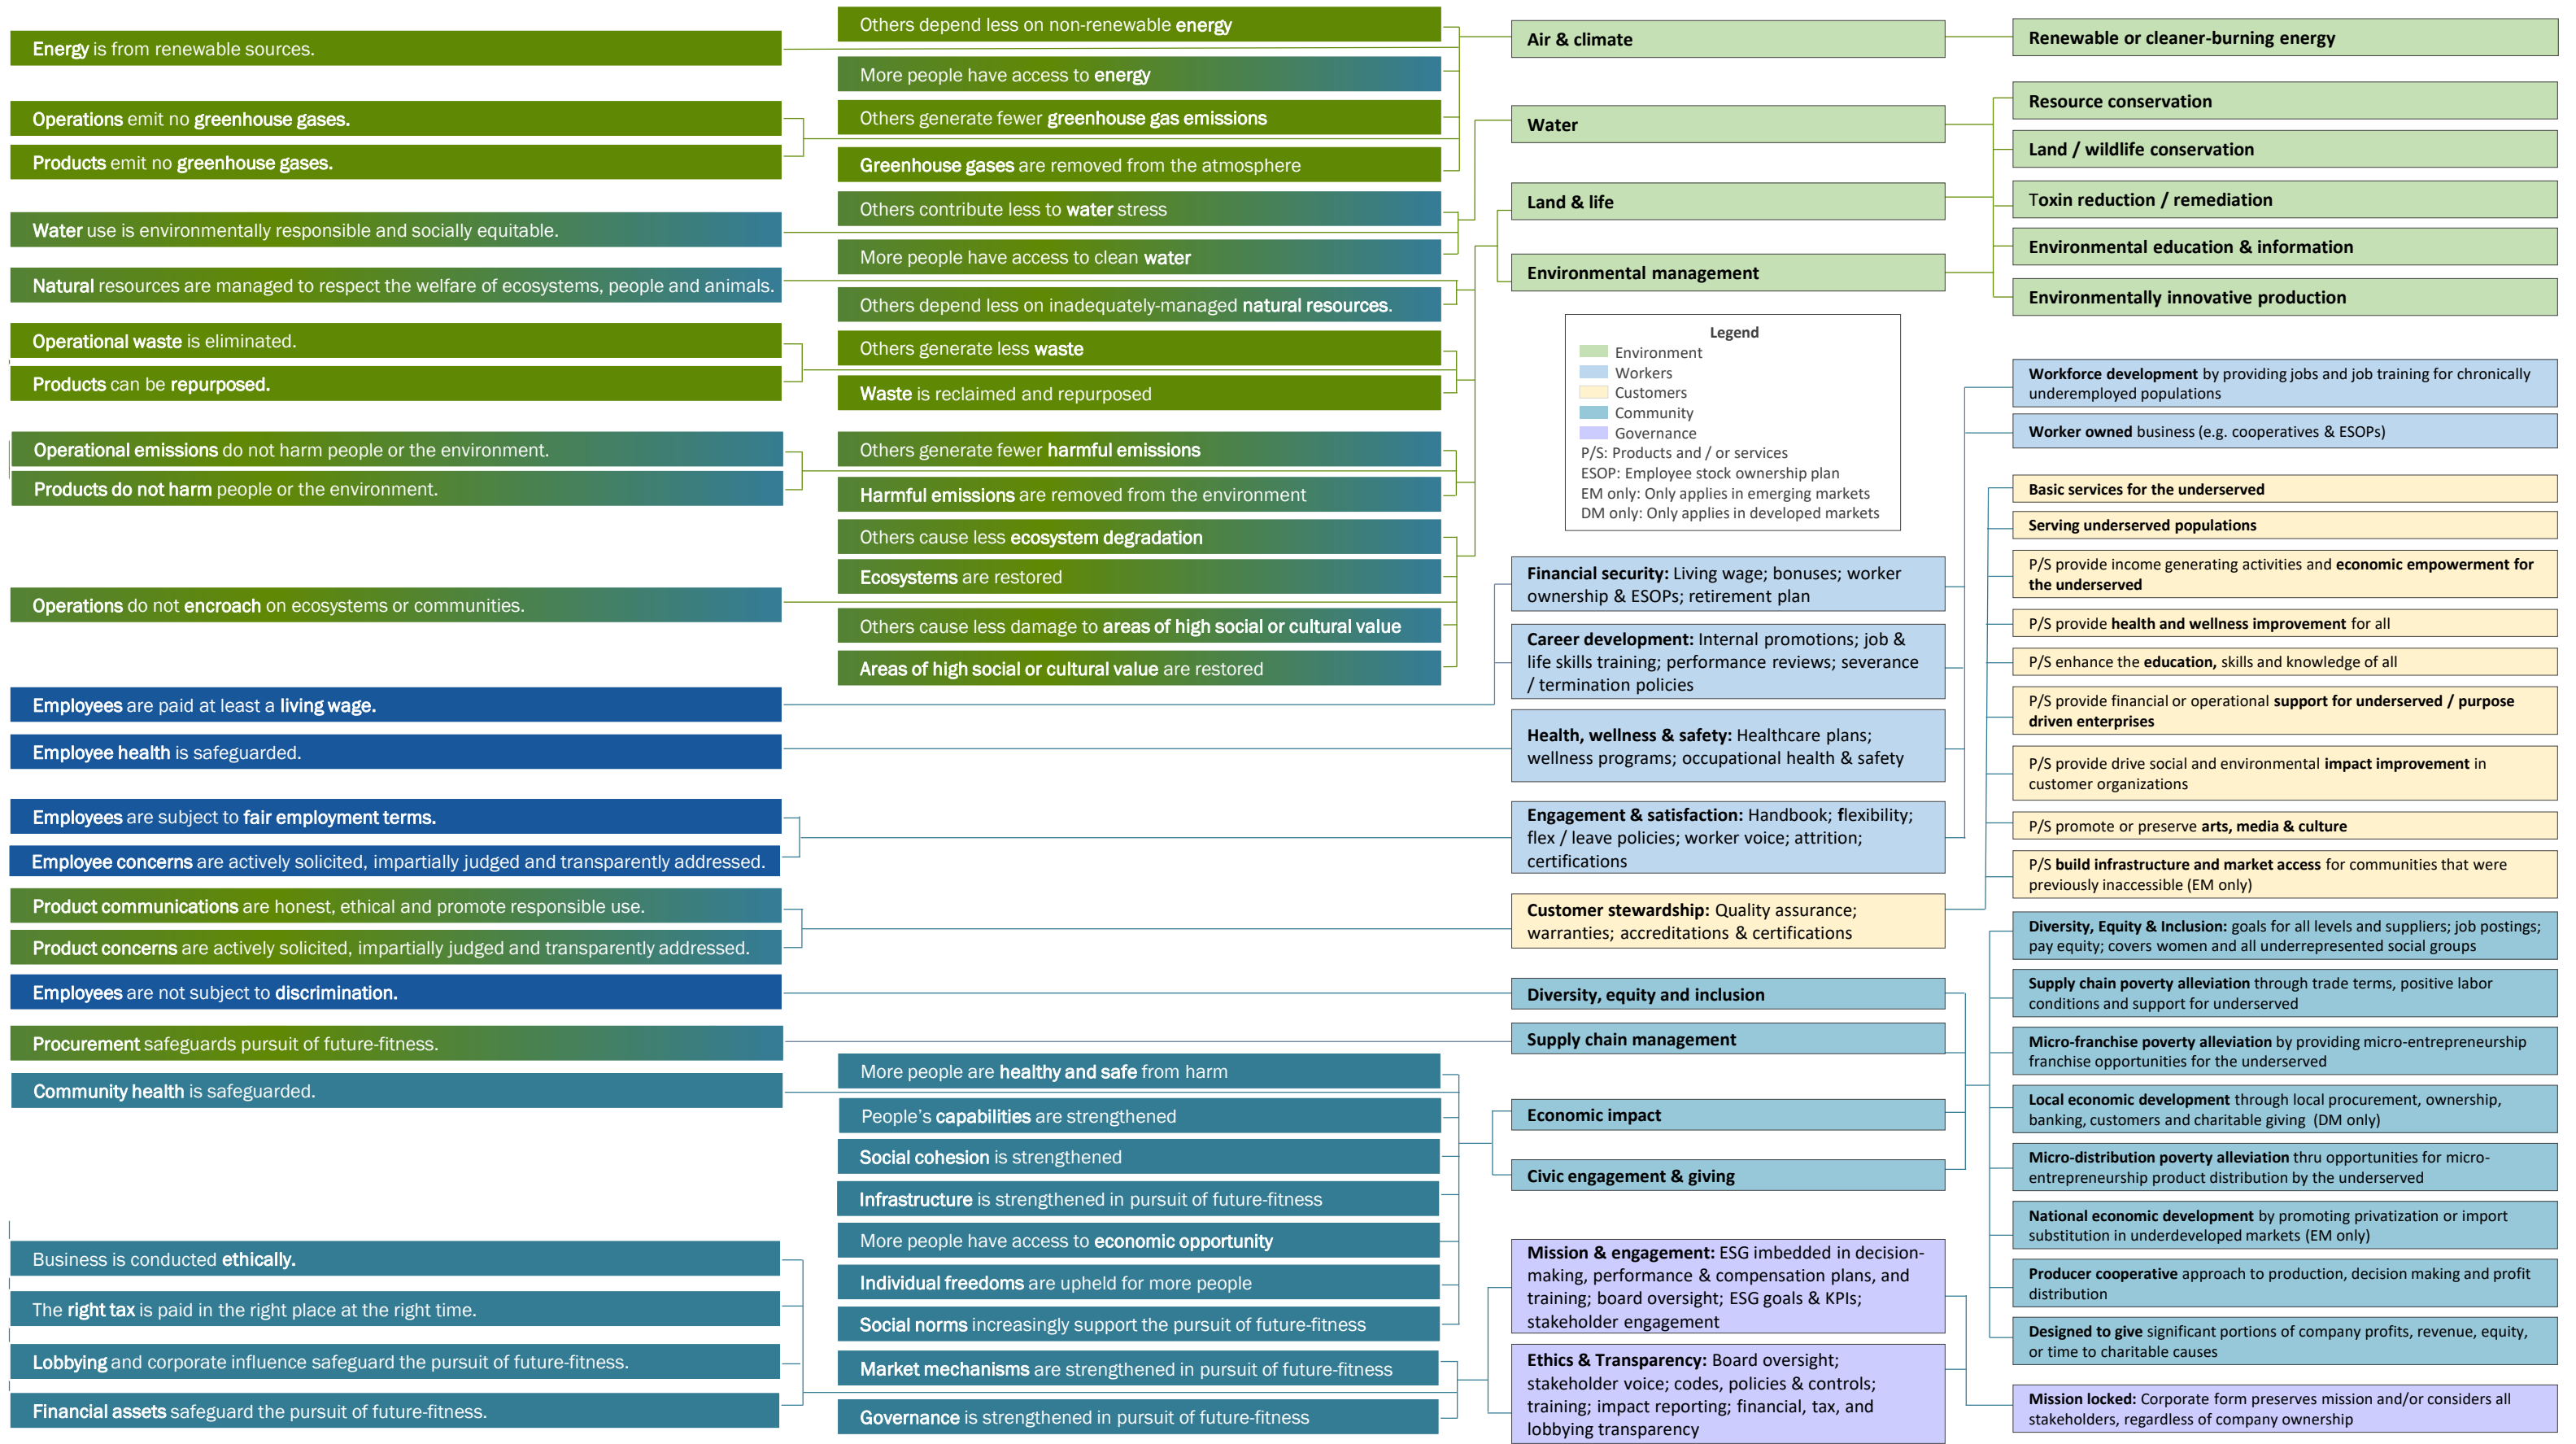 Energy is from renewable sources.
Operations emit no greenhouse gases.
Products emit no greenhouse gases.
Water use is environmentally responsible and socially equitable.
Natural resources are managed to respect the welfare of ecosystems, people and animals.
Operational waste is eliminated.
Products can be repurposed.
Operational emissions do not harm people or the environment.
Products do not harm people or the environment.
Operations do not encroach on ecosystems or communities.
Employees are paid at least a living wage.
Employee health is safeguarded.
Employees are subject to fair employment terms.
Employee concerns are actively solicited, impartially judged and transparently addressed.
Product communications are honest, ethical and promote responsible use.
Product concerns are actively solicited, impartially judged and transparently addressed.
Employees are not subject to discrimination.
Procurement safeguards pursuit of future-fitness.
Community health is safeguarded.
Business is conducted ethically.
The right tax is paid in the right place at the right time.
Lobbying and corporate influence safeguard the pursuit of future-fitness.
Financial assets safeguard the pursuit of future-fitness.
Others depend less on non-renewable energy
More people have access to energy
Others generate fewer greenhouse gas emissions
Greenhouse gases are removed from the atmosphere
Others contribute less to water stress
More people have access to clean water
Others depend less on inadequately-managed natural resources.
Others generate less waste
Waste is reclaimed and repurposed
Others generate fewer harmful emissions
Harmful emissions are removed from the environment
Others cause less ecosystem degradation
Ecosystems are restored
Others cause less damage to areas of high social or cultural value
Areas of high social or cultural value are restored
More people are healthy and safe from harm
People's capabilities are strengthened
Social cohesion is strengthened
Infrastructure is strengthened in pursuit of future-fitness
More people have access to economic opportunity
Individual freedoms are upheld for more people
Social norms increasingly support the pursuit of future-fitness
Market mechanisms are strengthened in pursuit of future-fitness
Governance is strengthened in pursuit of future-fitness
Air & climate
Water
Land & life
Environmental management
Legend
Environment
Workers
Customers
Community
Governance
P/S: Products and / or services
ESOP: Employee stock ownership plan
EM only: Only applies in emerging markets
DM only: Only applies in developed markets
Financial security: Living wage; bonuses; worker
ownership & ESOPs; retirement plan
Career development: Internal promotions; job &
life skills training; performance reviews; severance
/ termination policies
Health, wellness & safety: Healthcare plans;
wellness programs; occupational health & safety
Engagement & satisfaction: Handbook; flexibility;
flex / leave policies; worker voice; attrition;
certifications
Customer stewardship: Quality assurance;
warranties; accreditations & certifications
Diversity, equity and inclusion
Supply chain management
Economic impact
Civic engagement & giving
Mission & engagement: ESG imbedded in decision-
making, performance & compensation plans, and
training; board oversight; ESG goals & KPIs;
stakeholder engagement
Ethics & Transparency: Board oversight;
stakeholder voice; codes, policies & controls;
training; impact reporting; financial, tax, and
lobbying transparency
Renewable or cleaner-burning energy
Resource conservation
Land / wildlife conservation
Toxin reduction / remediation
Environmental education & information
Environmentally innovative production
Workforce development by providing jobs and job training for chronically
underemployed populations
Worker owned business (e.g. cooperatives & ESOPs)
Basic services for the underserved
Serving underserved populations
P/S provide income generating activities and economic empowerment for
the underserved
P/S provide health and wellness improvement for all
P/S enhance the education, skills and knowledge of all
P/S provide financial or operational support for underserved / purpose
driven enterprises
P/S provide drive social and environmental impact improvement in
customer organizations
P/S promote or preserve arts, media & culture
P/S build infrastructure and market access for communities that were
previously inaccessible (EM only)
Diversity, Equity & Inclusion: goals for all levels and suppliers; job postings;
pay equity; covers women and all underrepresented social groups
Supply chain poverty alleviation through trade terms, positive labor
conditions and support for underserved
Micro-franchise poverty alleviation by providing micro-entrepreneurship
franchise opportunities for the underserved
Local economic development through local procurement, ownership,
banking, customers and charitable giving (DM only)
Micro-distribution poverty alleviation thru opportunities for micro-
entrepreneurship product distribution by the underserved
National economic development by promoting privatization or import
substitution in underdeveloped markets (EM only)
Producer cooperative approach to production, decision making and profit
distribution
Designed to give significant portions of company profits, revenue, equity,
or time to charitable causes
Mission locked: Corporate form preserves mission and/or considers all
stakeholders, regardless of company ownership